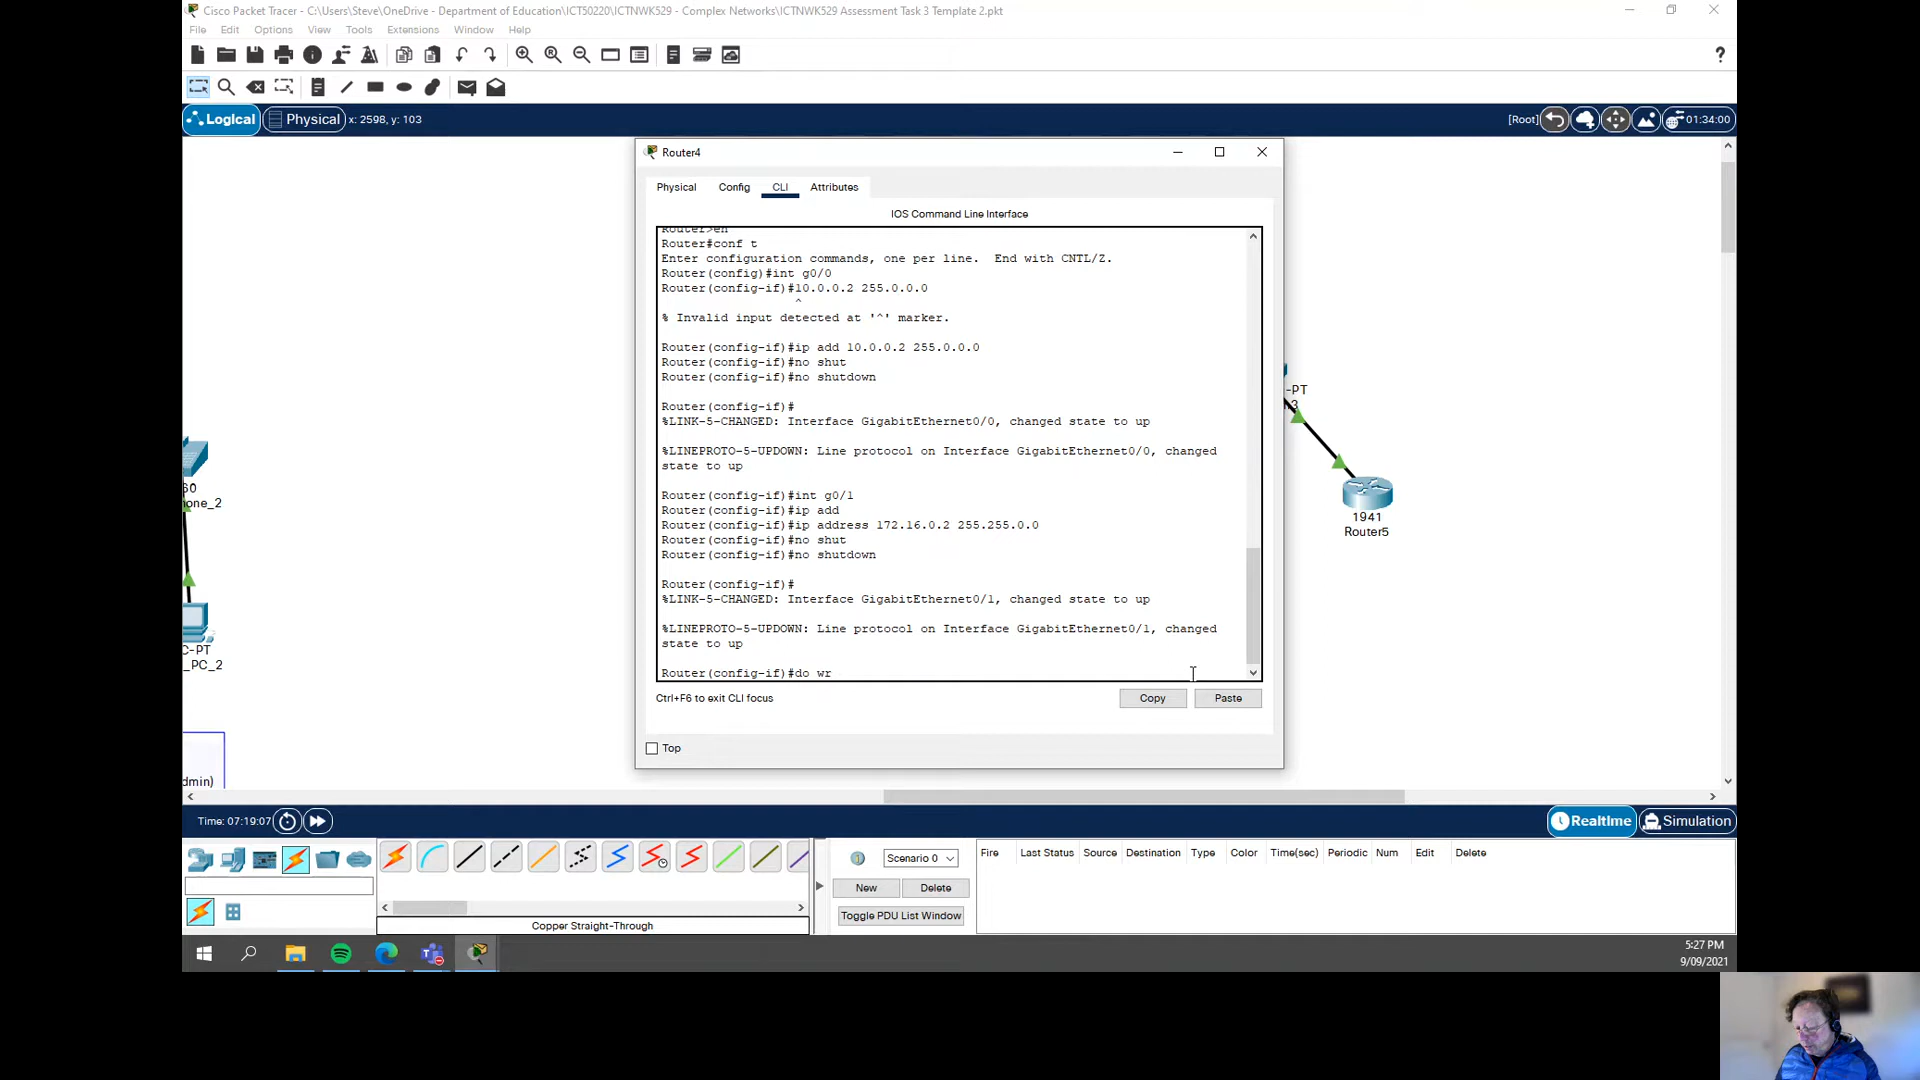 Cisco Packet Tracer - C:\Users\Steve\OneDrive - Department of Education\ICT50220\ICTNWK529 - Complex Networks\ICTNWK529 Assessment Task 3 Template 2.pkt
File Edit Options View Tools Extensions Window Help
Logical Physical x: 2598, y: 103
[Root] 01:34:00
Router4
Physical Config CLI Attributes
IOS Command Line Interface
Router>en
Router#conf t
Enter configuration commands, one per line.  End with CNTL/Z.
Router(config)#int g0/0
Router(config-if)#10.0.0.2 255.0.0.0
^
% Invalid input detected at '^' marker.
Router(config-if)#ip add 10.0.0.2 255.0.0.0
Router(config-if)#no shut
Router(config-if)#no shutdown
Router(config-if)#
%LINK-5-CHANGED: Interface GigabitEthernet0/0, changed state to up
%LINEPROTO-5-UPDOWN: Line protocol on Interface GigabitEthernet0/0, changed
state to up
Router(config-if)#int g0/1
Router(config-if)#ip add
Router(config-if)#ip address 172.16.0.2 255.255.0.0
Router(config-if)#no shut
Router(config-if)#no shutdown
Router(config-if)#
%LINK-5-CHANGED: Interface GigabitEthernet0/1, changed state to up
%LINEPROTO-5-UPDOWN: Line protocol on Interface GigabitEthernet0/1, changed
state to up
Router(config-if)#do wr
Ctrl+F6 to exit CLI focus
Copy Paste
Top
60
one_2
C-PT
_PC_2
dmin)
-PT
3
1941
Router5
Time: 07:19:07
Realtime Simulation
Scenario 0
New Delete
Toggle PDU List Window
Fire Last Status Source Destination Type Color Time(sec) Periodic Num Edit Delete
Copper Straight-Through
5:27 PM
9/09/2021